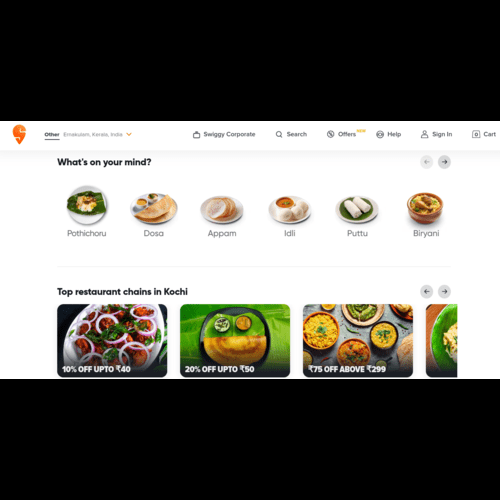 Other Ernakulam, Kerala, India Swiggy Corporate Search Offers NEW Help Sign In Cart
What's on your mind?
Pothichoru Dosa Appam Idli Puttu Biryani
Top restaurant chains in Kochi
10% OFF UPTO ₹40 20% OFF UPTO ₹50 ₹75 OFF ABOVE ₹299